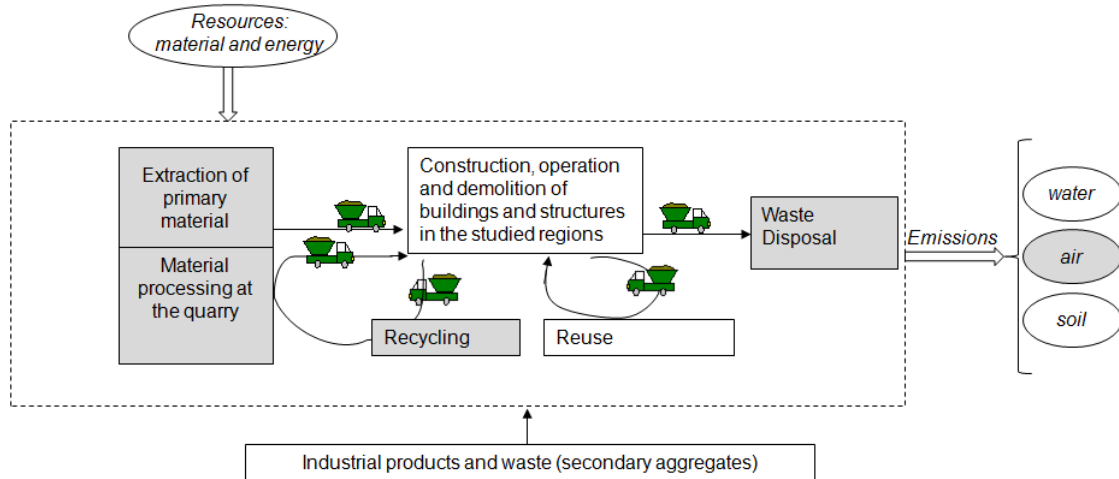 Resources:
material and energy
Extraction of
primary
material
Material
processing at
the quarry
Construction, operation
and demolition of
buildings and structures
in the studied regions
Recycling
Reuse
Waste
Disposal
Emissions
water
air
soil
Industrial products and waste (secondary aggregates)